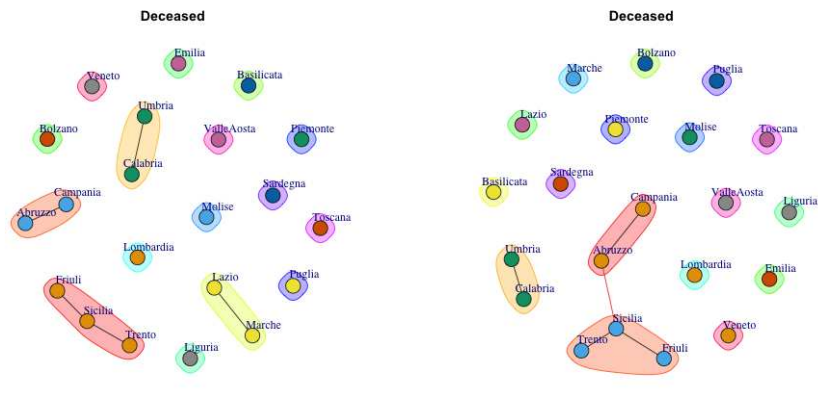 Deceased
Emilia
Veneto
Basilicata
Umbria
Bolzano
ValleAosta
Piemonte
Calabria
Sardegna
Campania
Abruzzo
Molise
Toscana
Lombardia
Friuli
Lazio
Puglia
Sicilia
Marche
Trento
Liguria
Deceased
Bolzano
Marche
Puglia
Lazio
Piemonte
Molise
Toscana
Sardegna
Basilicata
Campania
ValleAosta
Liguria
Umbria
Abruzzo
Lombardia
Emilia
Calabria
Sicilia
Veneto
Trento
Friuli